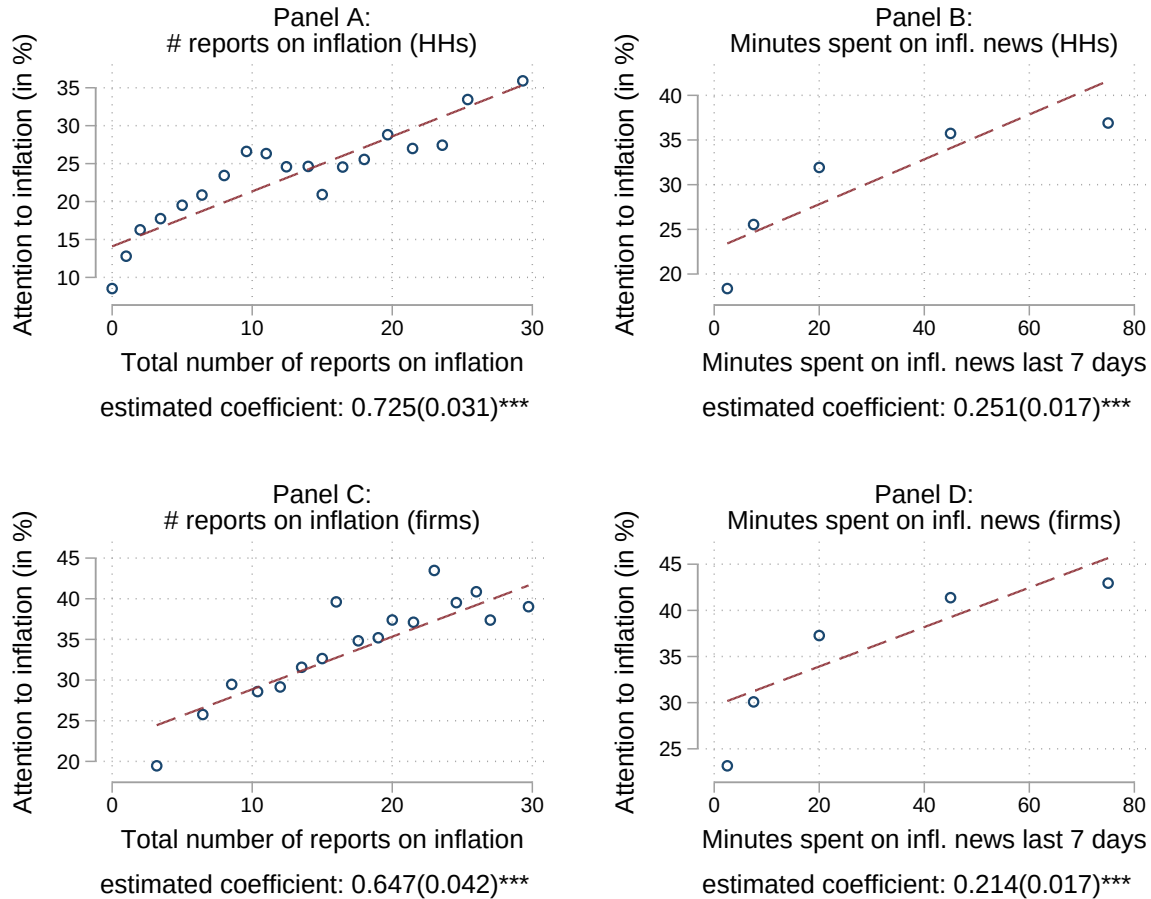 Panel A:
# reports on inflation (HHs)
Attention to inflation (in %)
35
30
25
20
15
10
0 10 20 30
Total number of reports on inflation
estimated coefficient: 0.725(0.031)***
Panel B:
Minutes spent on infl. news (HHs)
Attention to inflation (in %)
40
35
30
25
20
0 20 40 60 80
Minutes spent on infl. news last 7 days
estimated coefficient: 0.251(0.017)***
Panel C:
# reports on inflation (firms)
Attention to inflation (in %)
45
40
35
30
25
20
0 10 20 30
Total number of reports on inflation
estimated coefficient: 0.647(0.042)***
Panel D:
Minutes spent on infl. news (firms)
Attention to inflation (in %)
45
40
35
30
25
0 20 40 60 80
Minutes spent on infl. news last 7 days
estimated coefficient: 0.214(0.017)***